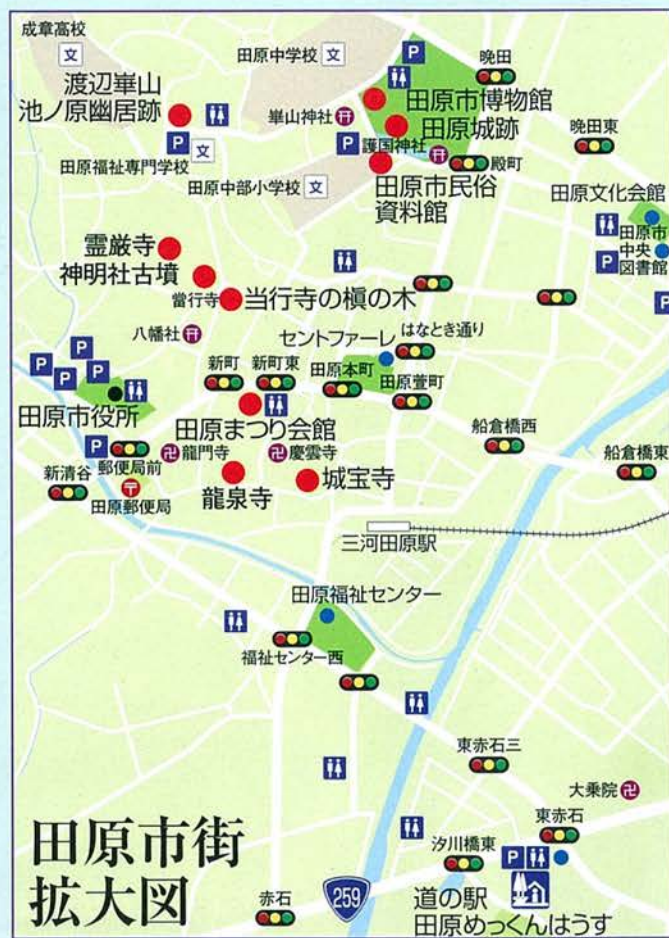 成章高校
文
渡辺崋山
池ノ原幽居跡
P
田原福祉専門学校
文
田原中学校
文
P
晩田
田原市博物館
崋山神社
田原城跡
P
護国神社
殿町
田原中部小学校
文
田原市民俗
資料館
晩田東
田原文化会館
田原市
中央
図書館
P
P
霊厳寺
神明社古墳
當行寺
当行寺の槇の木
八幡社
セントファーレ
はなとき通り
新町
新町東
田原本町
田原萱町
P
P
P
P
田原市役所
田原まつり会館
船倉橋西
船倉橋東
P
郵便局前
龍門寺
慶雲寺
新清谷
田原郵便局
龍泉寺
城宝寺
三河田原駅
田原福祉センター
福祉センター西
東赤石三
大乗院
東赤石
汐川橋東
P
道の駅
田原めっくんはうす
赤石
259
田原市街
拡大図